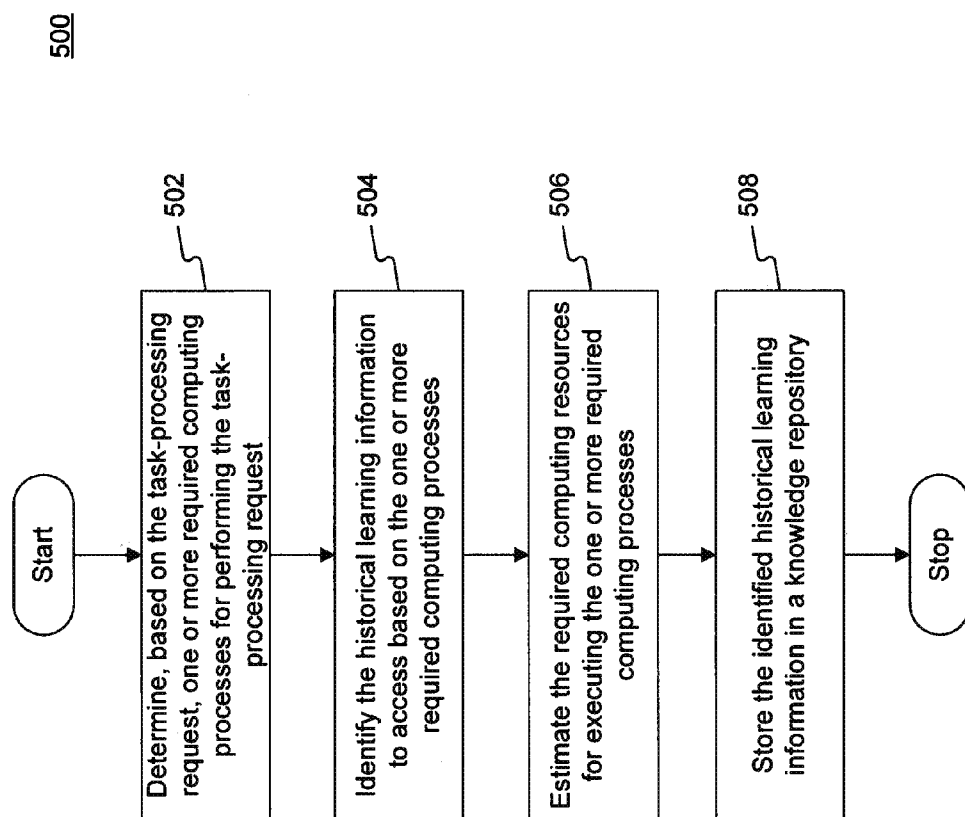 500
Start
Determine, based on the task-processing
request, one or more required computing
processes for performing the task-
processing request
502
Identify the historical learning information
to access based on the one or more
required computing processes
504
Estimate the required computing resources
for executing the one or more required
computing processes
506
Store the identified historical learning
information in a knowledge repository
508
Stop